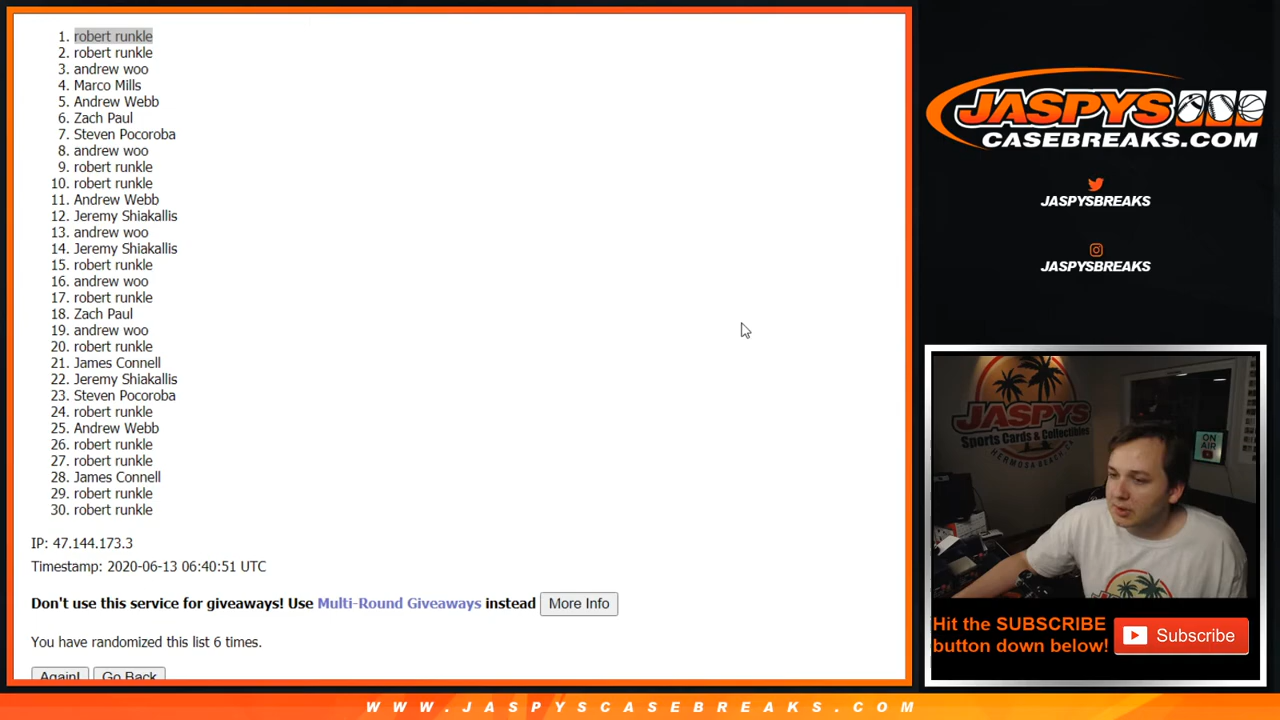 1. robert runkle
2. robert runkle
3. andrew woo
4. Marco Mills
5. Andrew Webb
6. Zach Paul
7. Steven Pocoroba
8. andrew woo
9. robert runkle
10. robert runkle
11. Andrew Webb
12. Jeremy Shiakallis
13. andrew woo
14. Jeremy Shiakallis
15. robert runkle
16. andrew woo
17. robert runkle
18. Zach Paul
19. andrew woo
20. robert runkle
21. James Connell
22. Jeremy Shiakallis
23. Steven Pocoroba
24. robert runkle
25. Andrew Webb
26. robert runkle
27. robert runkle
28. James Connell
29. robert runkle
30. robert runkle
IP: 47.144.173.3
Timestamp: 2020-06-13 06:40:51 UTC
Don't use this service for giveaways! Use Multi-Round Giveaways instead More Info
You have randomized this list 6 times.
Again! Go Back
JASPYS
CASEBREAKS.COM
JASPYSBREAKS
JASPYSBREAKS
JASPYS
Sports Cards & Collectibles
HERMOSA BEACH CA
ON
AIR
Hit the SUBSCRIBE
button down below!
Subscribe
WWW.JASPYSCASEBREAKS.COM